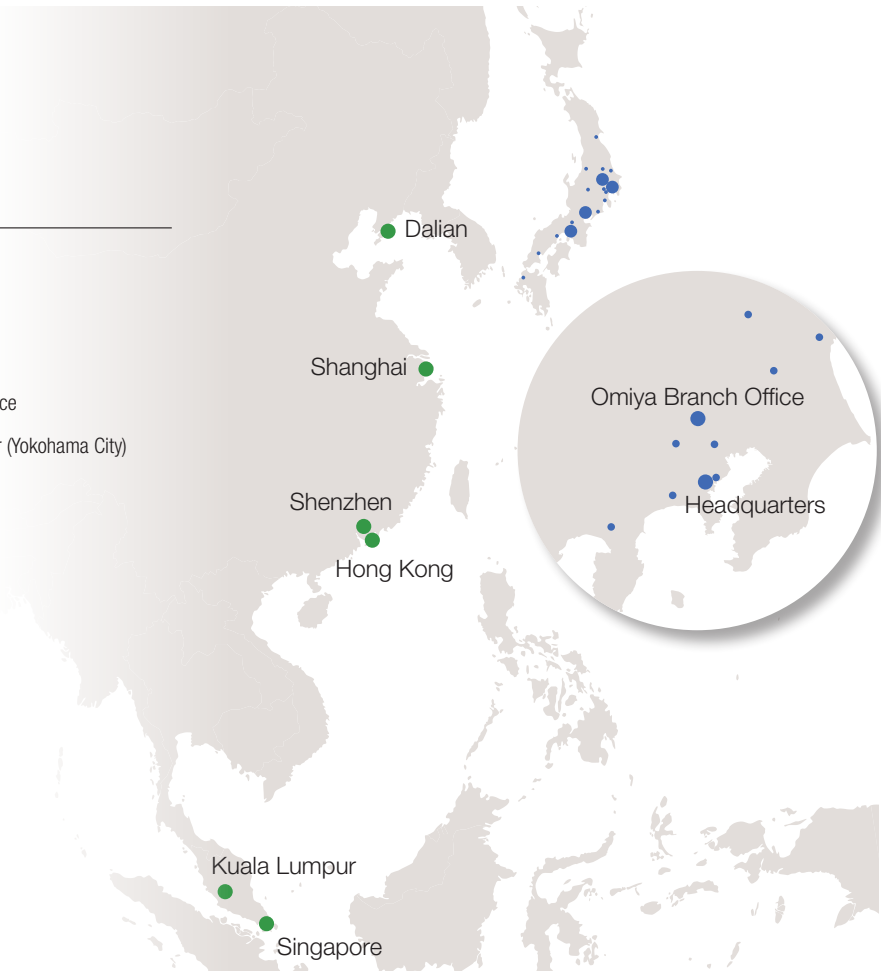 Dalian
Shanghai
ce
(Yokohama City)
Omiya Branch Office
Headquarters
Shenzhen
Hong Kong
Kuala Lumpur
Singapore